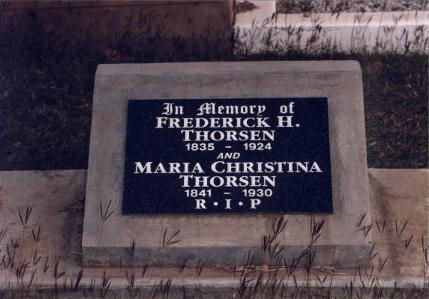 In Memory of
FREDERICK H.
THORSEN
1835 - 1924
AND
MARIA CHRISTINA
THORSEN
1841 - 1930
R · I · P